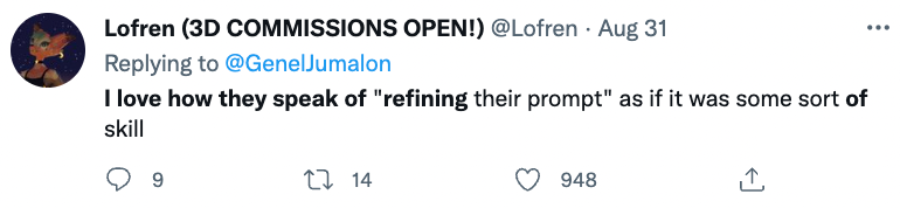 Lofren (3D COMMISSIONS OPEN!) @Lofren · Aug 31
Replying to @GenelJumalon
I love how they speak of "refining their prompt" as if it was some sort of
skill
9 14 948